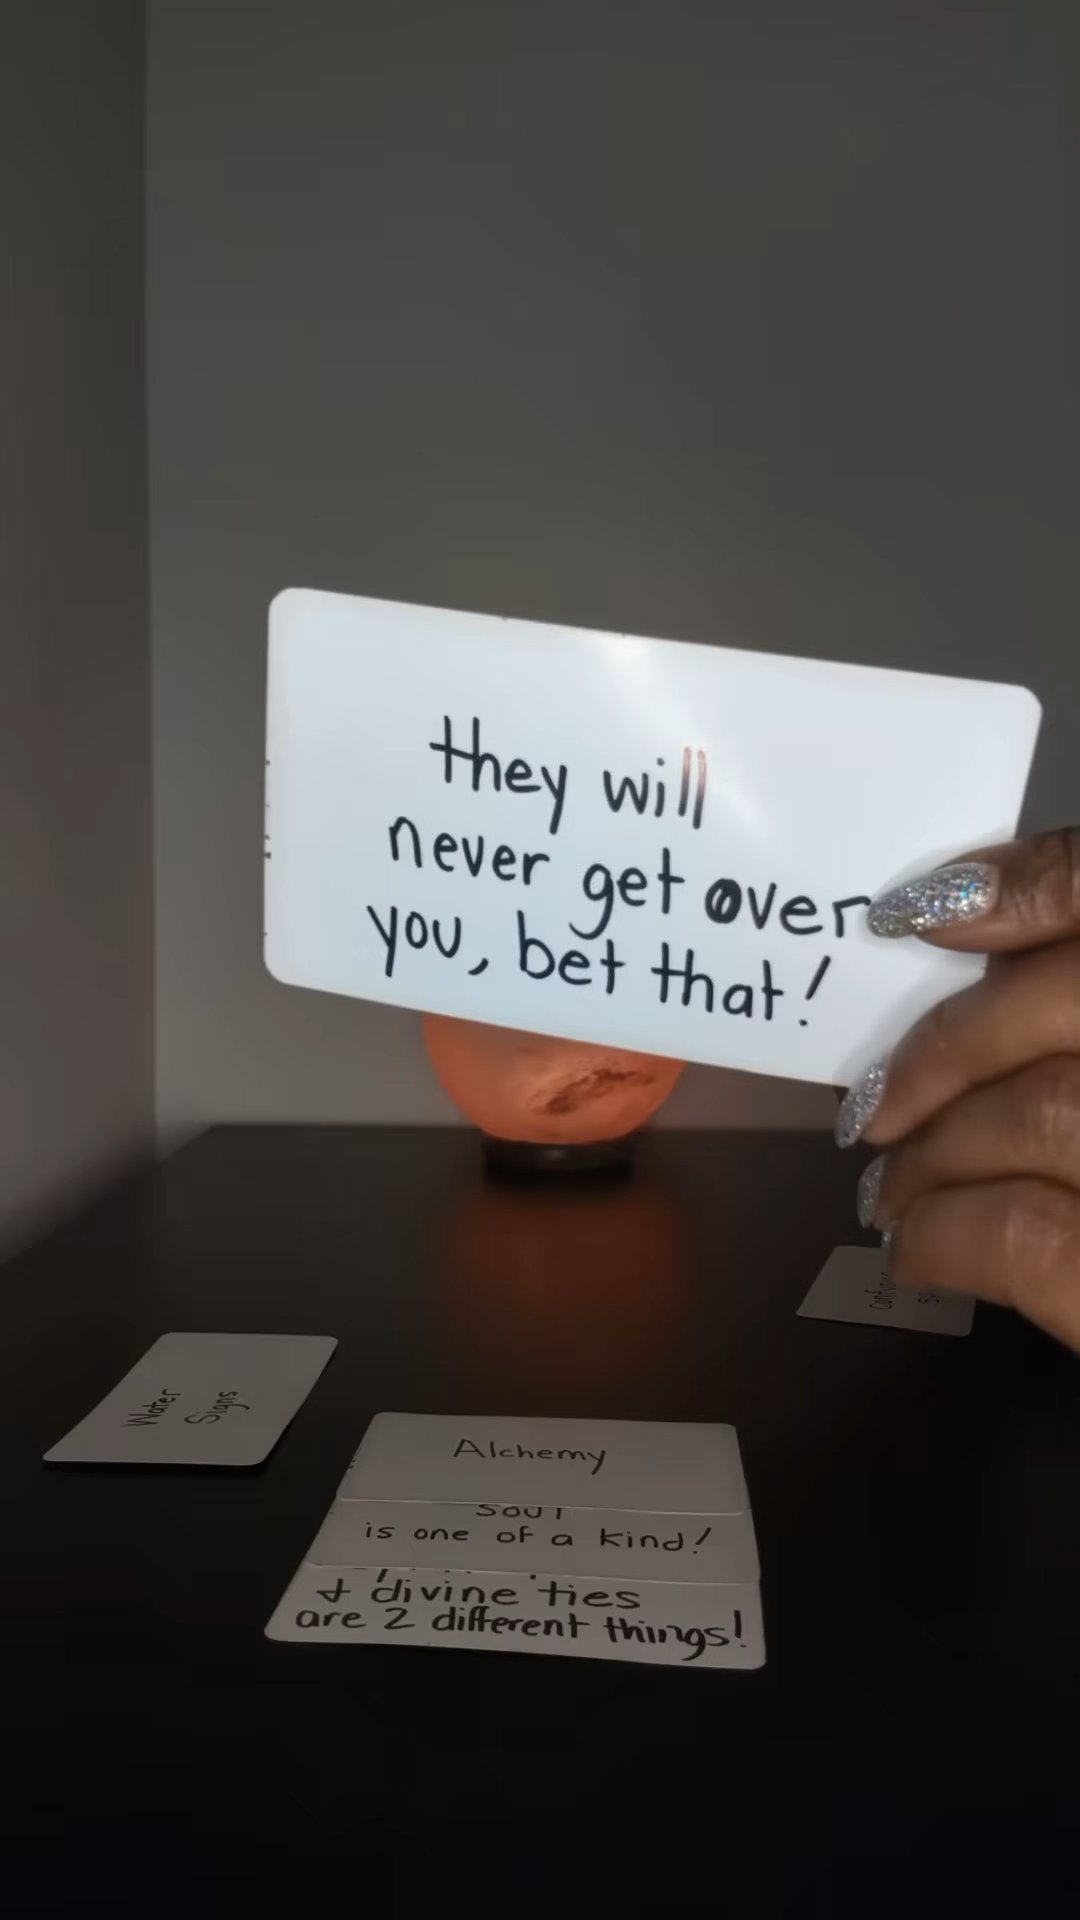 they will
never get over
you, bet that!
Water
Signs
Alchemy
soul
is one of a kind!
& divine ties
are 2 different things!